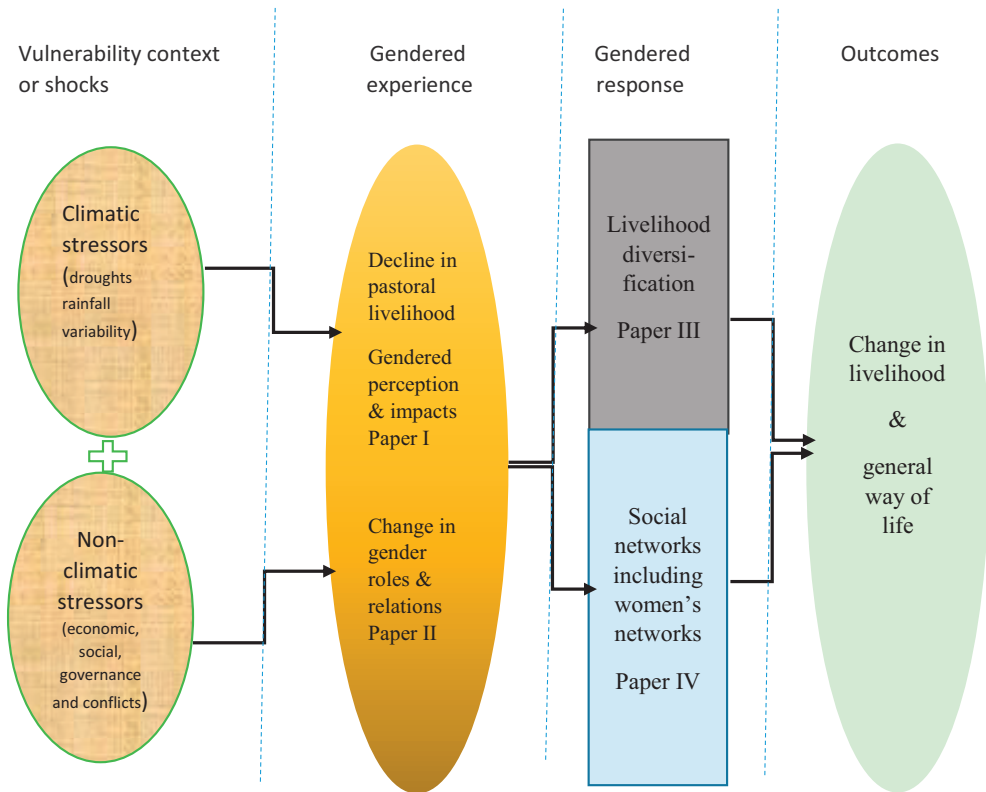 Vulnerability context
or shocks
Gendered
experience
Gendered
response
Outcomes
Climatic
stressors
(droughts
rainfall
variability)
Non-
climatic
stressors
(economic,
social,
governance
and conflicts)
Decline in
pastoral
livelihood
Gendered
perception
& impacts
Paper I
Change in
gender
roles &
relations
Paper II
Livelihood
diversi-
fication
Paper III
Social
networks
including
women’s
networks
Paper IV
Change in
livelihood
&
general
way of
life